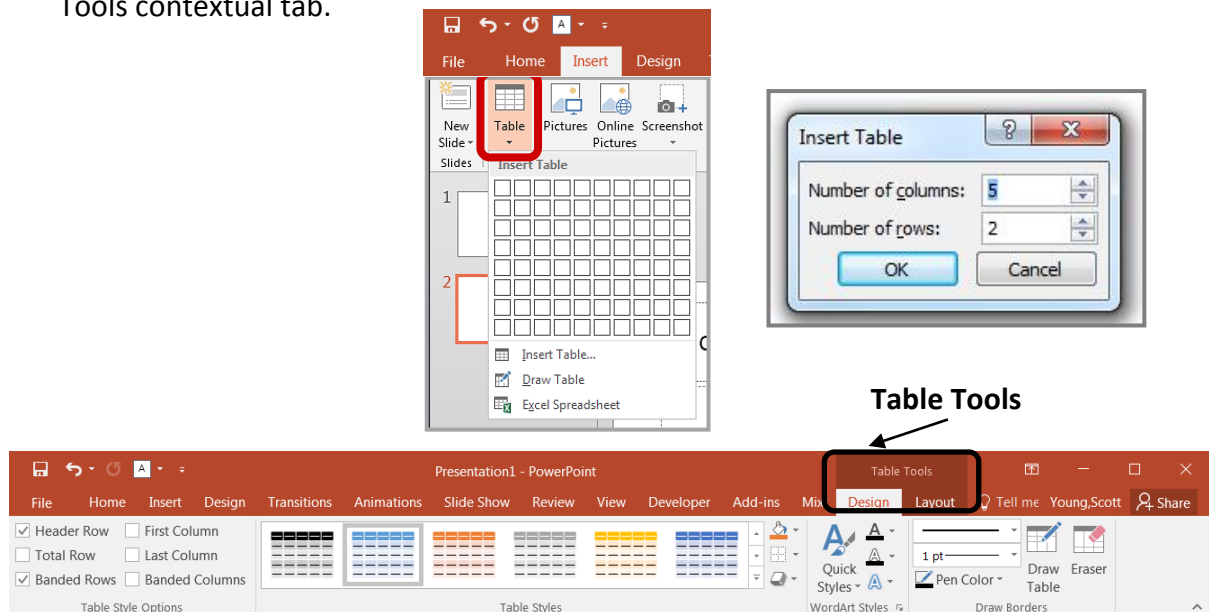 Tools contextual tab.
A
File Home Insert Design
New Slide Table Pictures Online Pictures Screenshot
Slides
Insert Table
1
2
Insert Table...
Draw Table
Excel Spreadsheet
Insert Table
Number of columns: 5
Number of rows: 2
OK Cancel
Table Tools
A Presentation1 - PowerPoint Table Tools
File Home Insert Design Transitions Animations Slide Show Review View Developer Add-ins Mix Design Layout Tell me Young,Scott Share
Header Row First Column
Total Row Last Column
Banded Rows Banded Columns
Quick Styles
1 pt
Pen Color
Draw Table
Eraser
Table Style Options Table Styles WordArt Styles Draw Borders